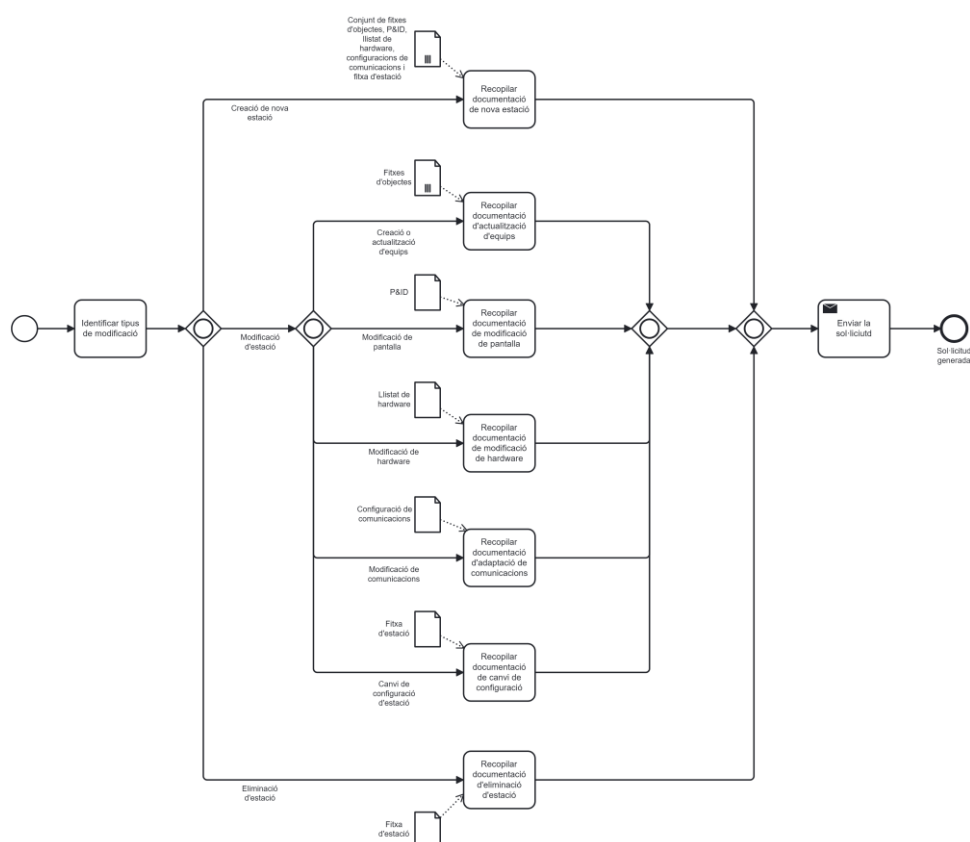 Conjunt de fitxes
d'objectes, P&ID,
llistat de
hardware,
configuracions de
comunicacions i
fitxa d'estació
Recopilar
documentació
de nova estació
Creació de nova
estació
Fitxes
d'objectes
Recopilar
documentació
d'actualització
d'equips
Creació o
actualització
d'equips
P&ID
Identificar tipus
de modificació
Modificació
d'estació
Modificació de
pantalla
Recopilar
documentació
de modificació
de pantalla
Enviar la
sol·liciutd
Sol·licitud
generada
Llistat de
hardware
Recopilar
documentació
de modificació
de hardware
Modificació de
hardware
Configuració de
comunicacions
Recopilar
documentació
d'adaptació de
comunicacions
Modificació de
comunicacions
Fitxa
d'estació
Recopilar
documentació
de canvi de
configuració
Canvi de
configuració
d'estació
Recopilar
documentació
d'eliminació
d'estació
Eliminació
d'estació
Fitxa
d'estació